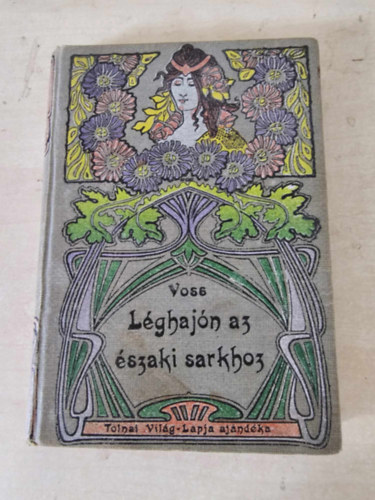 Voss
Léghajón az
északi sarkhoz
Tolnai Világ-Lapja ajándéka